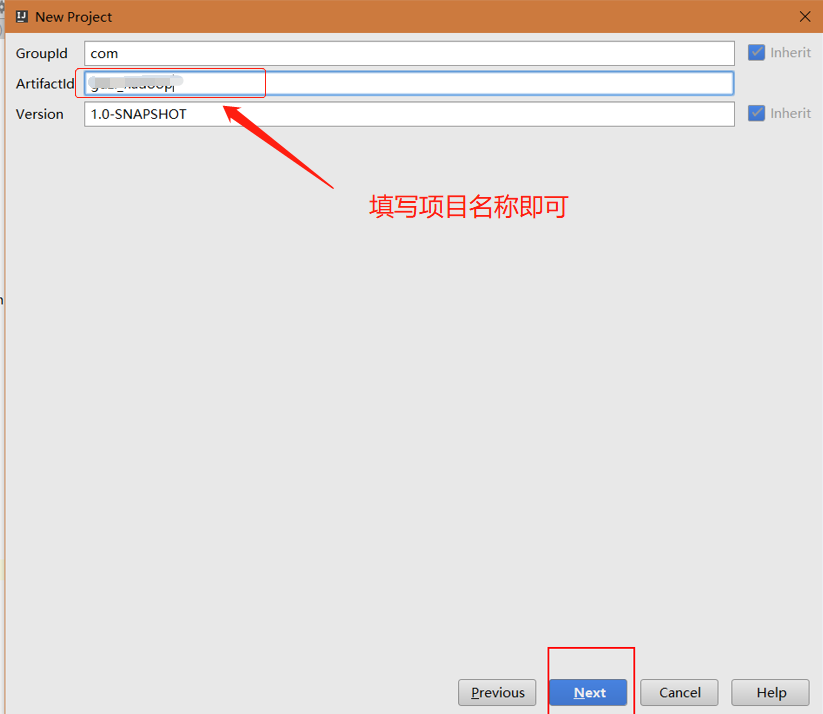 New Project
GroupId com Inherit
ArtifactId
Version 1.0-SNAPSHOT Inherit
填写项目名称即可
Previous Next Cancel Help